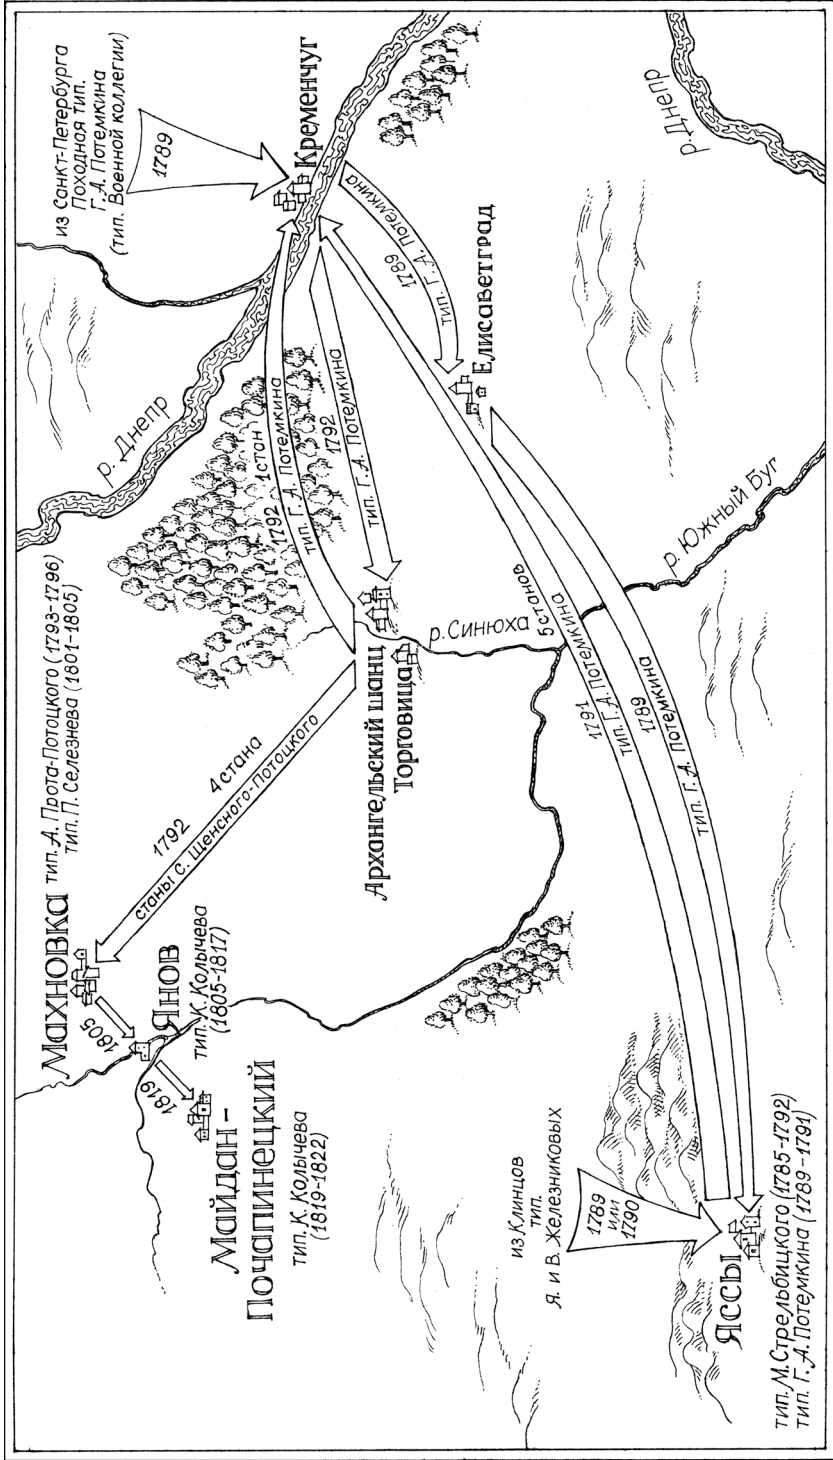 Махновка
тип. А. Прота-Потоцкого (1793-1796)
тип. П. Селезнева (1801-1805)
из Санкт-Петербурга
Походная тип.
Г. А. Потемкина
(тип. Военной коллегии)
1789
Кременчуг
р. Днепр
1805
Янов
тип. К. Колычева
(1805-1817)
1819
Майдан-
Почапинецкий
тип. К. Колычева
(1819-1822)
1792
4 стана
станы С. Щенсного-Потоцкого
1792
1 стан
тип. Г. А. Потемкина
1792
тип. Г. А. Потемкина
1789
тип. Г. А. Потемкина
Архангельский шанц
Торговица
р. Синюха
Елисаветград
5 станов
1791
тип. Г. А. Потемкина
1789
тип. Г. А. Потемкина
р. Южный Буг
р. Днепр
из Клинцов
тип.
Я. и В. Железниковых
1789
или
1790
Яссы
тип. М. Стрельбицкого (1785-1792)
тип. Г. А. Потемкина (1789-1791)